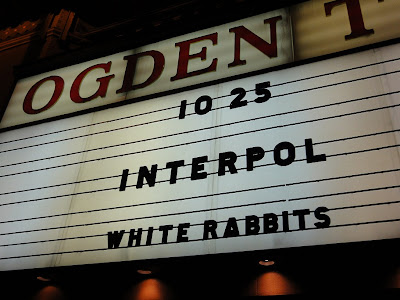 OGDEN T
10 25
INTERPOL
WHITE RABBITS